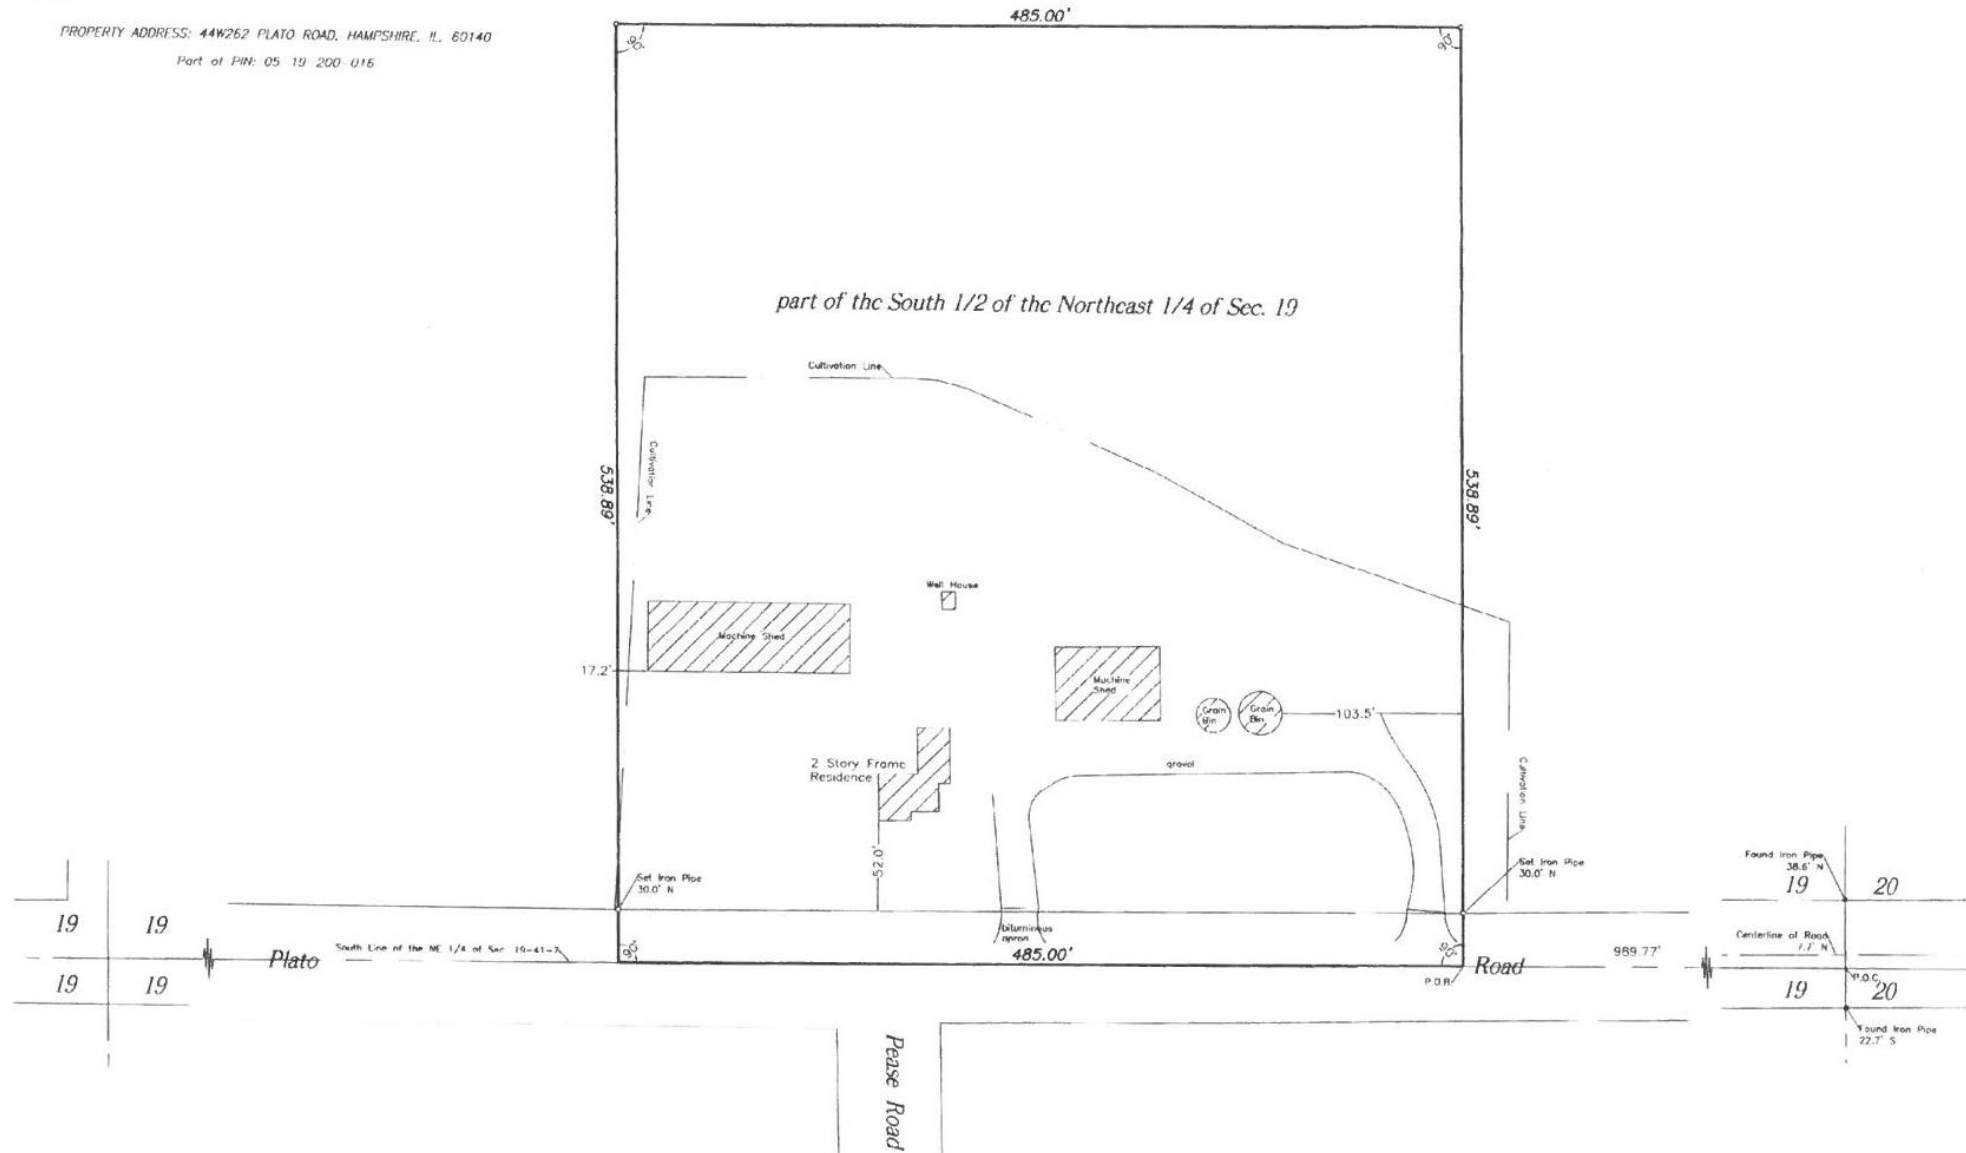 PROPERTY ADDRESS: 44W262 PLATO ROAD, HAMPSHIRE, IL. 60140
Part of PIN: 05 19 200 016
485.00'
90°
90°
part of the South 1/2 of the Northeast 1/4 of Sec. 19
Cultivation Line
Cultivation Line
538.89'
538.89'
Well House
Machine Shed
17.2'
Machine
Shed
Grain
Bin
Grain
Bin
103.5'
2 Story Frame
Residence
gravel
Cultivation Line
52.0'
Set Iron Pipe
30.0' N
Set Iron Pipe
30.0' N
Found Iron Pipe
38.6' N
19
20
19
19
bituminous
apron
Centerline of Road
7.7' N
South Line of the NE 1/4 of Sec. 19-41-7
90°
485.00'
90°
Plato
Road
989.77'
P.O.B.
P.O.C.
19
19
19
20
Found Iron Pipe
22.7' S
Pease Road